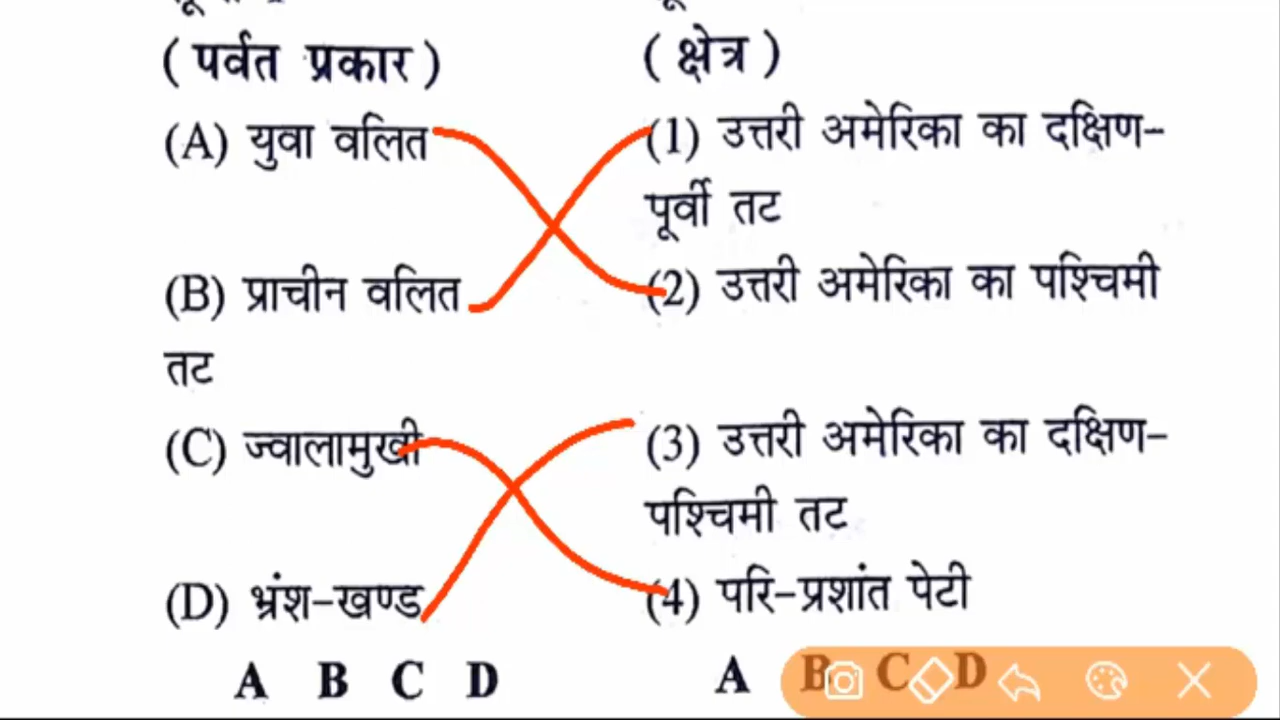 ( पर्वत प्रकार ) ( क्षेत्र )
(A) युवा वलित (1) उत्तरी अमेरिका का दक्षिण-
पूर्वी तट
(B) प्राचीन वलित (2) उत्तरी अमेरिका का पश्चिमी
तट
(C) ज्वालामुखी (3) उत्तरी अमेरिका का दक्षिण-
पश्चिमी तट
(D) भ्रंश-खण्ड (4) परि-प्रशांत पेटी
A B C D A B C D